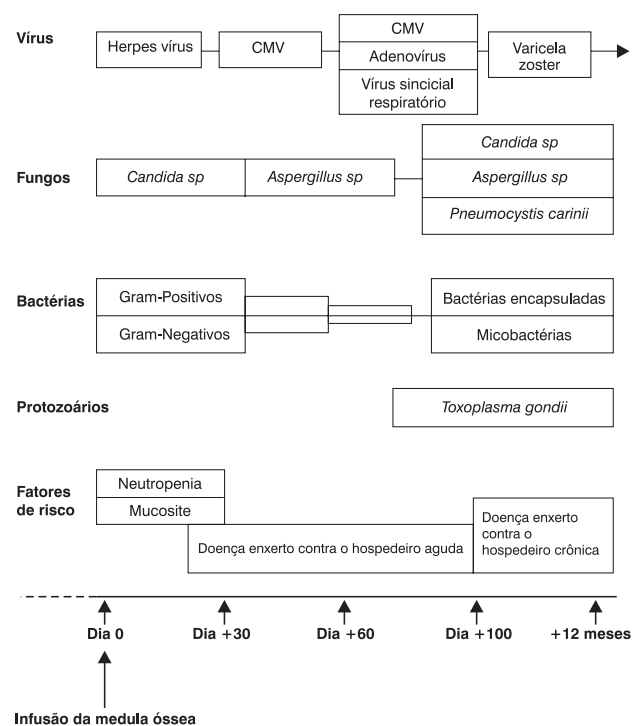 Vírus
Herpes vírus
CMV
CMV
Adenovírus
Vírus sincicial
respiratório
Varicela
zoster
Fungos
Candida sp
Aspergillus sp
Candida sp
Aspergillus sp
Pneumocystis carinii
Bactérias
Gram-Positivos
Gram-Negativos
Bactérias encapsuladas
Micobactérias
Protozoários
Toxoplasma gondii
Fatores
de risco
Neutropenia
Mucosite
Doença enxerto contra o hospedeiro aguda
Doença enxerto
contra o
hospedeiro crônica
Dia 0
Dia +30
Dia +60
Dia +100
+12 meses
Infusão da medula óssea